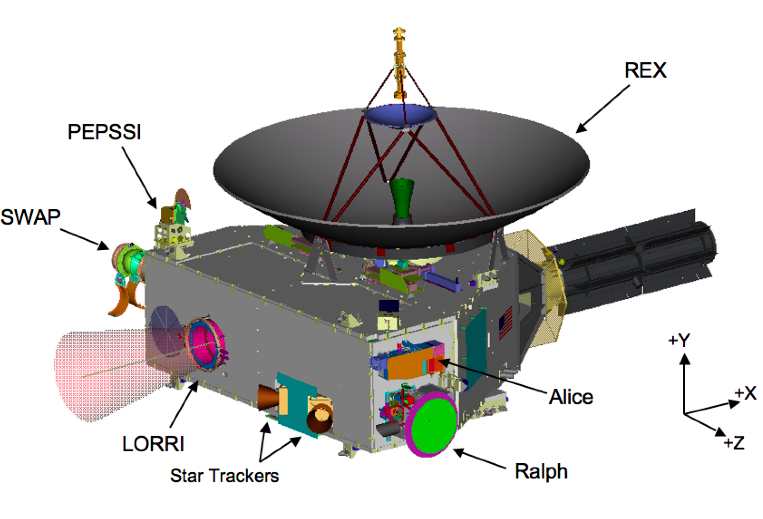 REX
PEPSSI
SWAP
+Y
+X
Alice
+Z
LORRI
Star Trackers
Ralph